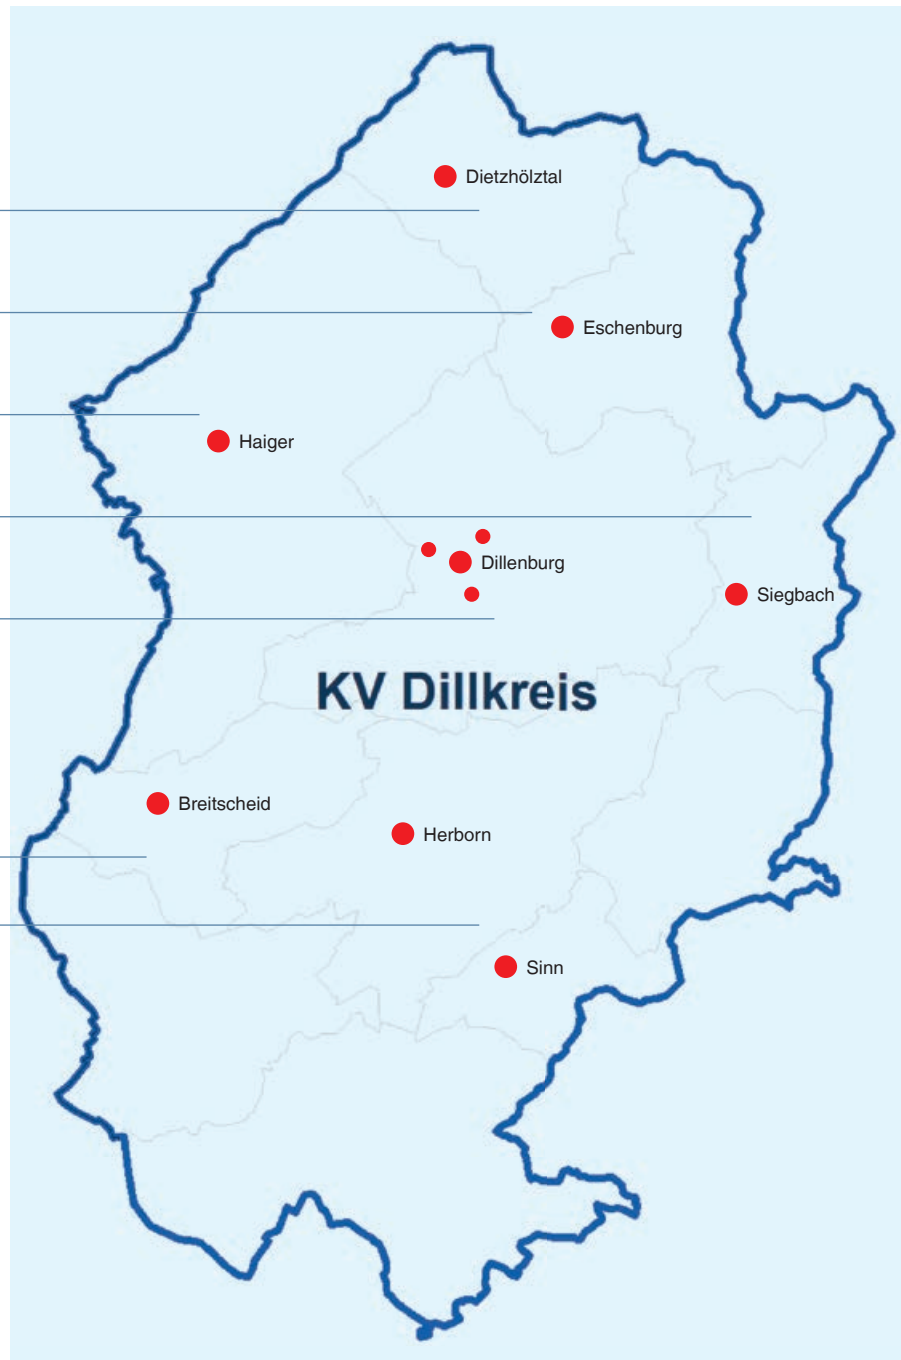 Dietzhölztal
Eschenburg
Haiger
Dillenburg
Siegbach
KV Dillkreis
Breitscheid
Herborn
Sinn